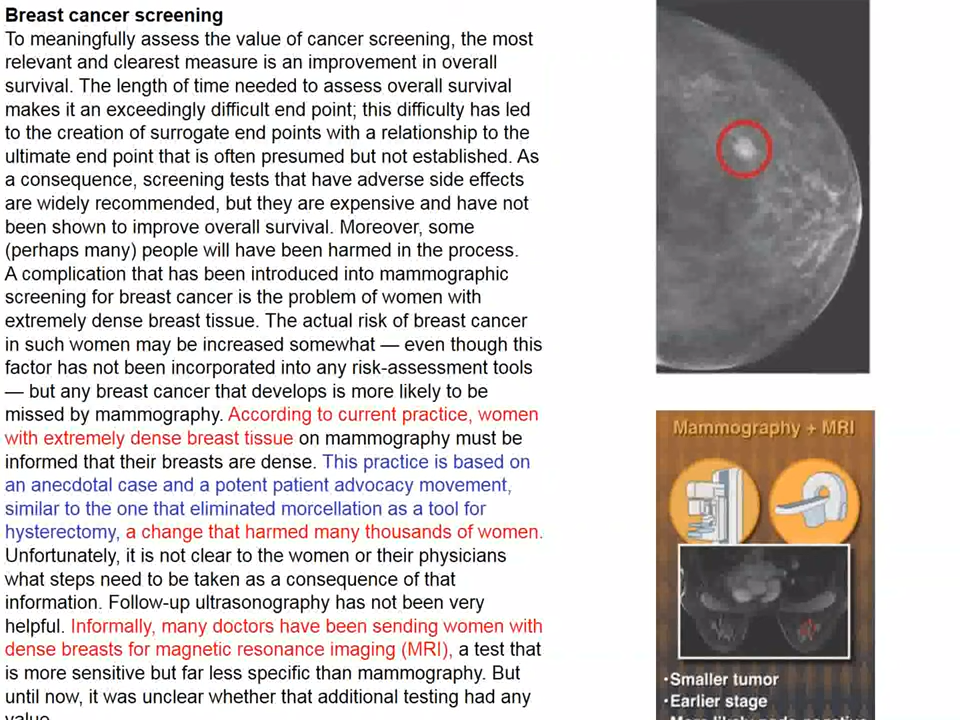 Breast cancer screening
To meaningfully assess the value of cancer screening, the most
relevant and clearest measure is an improvement in overall
survival. The length of time needed to assess overall survival
makes it an exceedingly difficult end point; this difficulty has led
to the creation of surrogate end points with a relationship to the
ultimate end point that is often presumed but not established. As
a consequence, screening tests that have adverse side effects
are widely recommended, but they are expensive and have not
been shown to improve overall survival. Moreover, some
(perhaps many) people will have been harmed in the process.
A complication that has been introduced into mammographic
screening for breast cancer is the problem of women with
extremely dense breast tissue. The actual risk of breast cancer
in such women may be increased somewhat — even though this
factor has not been incorporated into any risk-assessment tools
— but any breast cancer that develops is more likely to be
missed by mammography. According to current practice, women
with extremely dense breast tissue on mammography must be
informed that their breasts are dense. This practice is based on
an anecdotal case and a potent patient advocacy movement,
similar to the one that eliminated morcellation as a tool for
hysterectomy, a change that harmed many thousands of women.
Unfortunately, it is not clear to the women or their physicians
what steps need to be taken as a consequence of that
information. Follow-up ultrasonography has not been very
helpful. Informally, many doctors have been sending women with
dense breasts for magnetic resonance imaging (MRI), a test that
is more sensitive but far less specific than mammography. But
until now, it was unclear whether that additional testing had any
value.
Mammography + MRI
•Smaller tumor
•Earlier stage